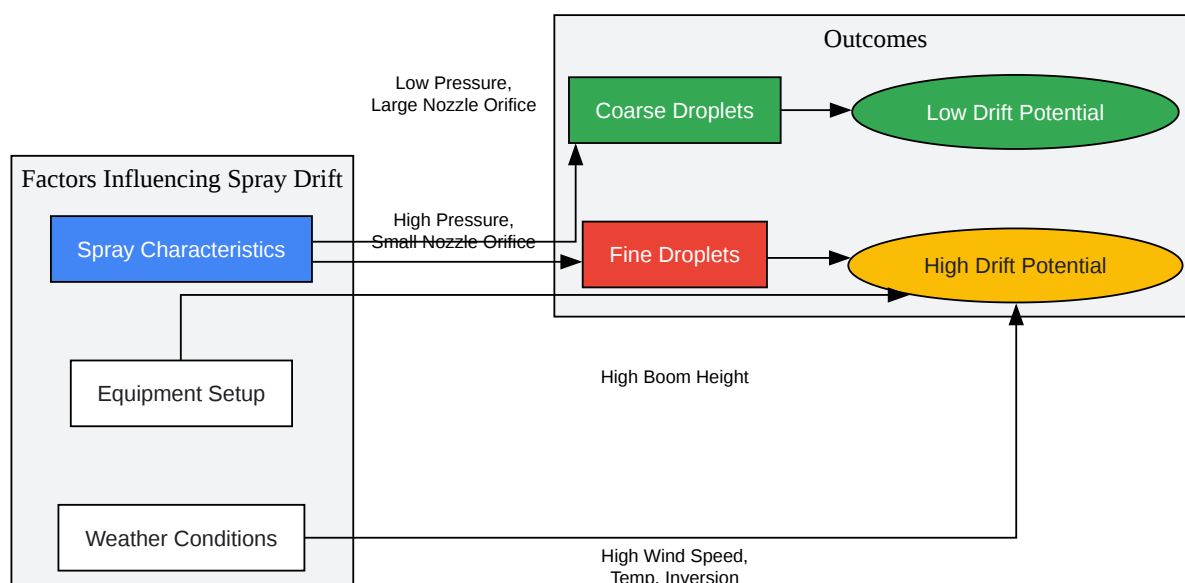 Outcomes
Low Pressure,
Large Nozzle Orifice
Coarse Droplets
Low Drift Potential
Factors Influencing Spray Drift
High Pressure,
Small Nozzle Orifice
Spray Characteristics
Fine Droplets
High Drift Potential
Equipment Setup
High Boom Height
Weather Conditions
High Wind Speed,
Temp. Inversion